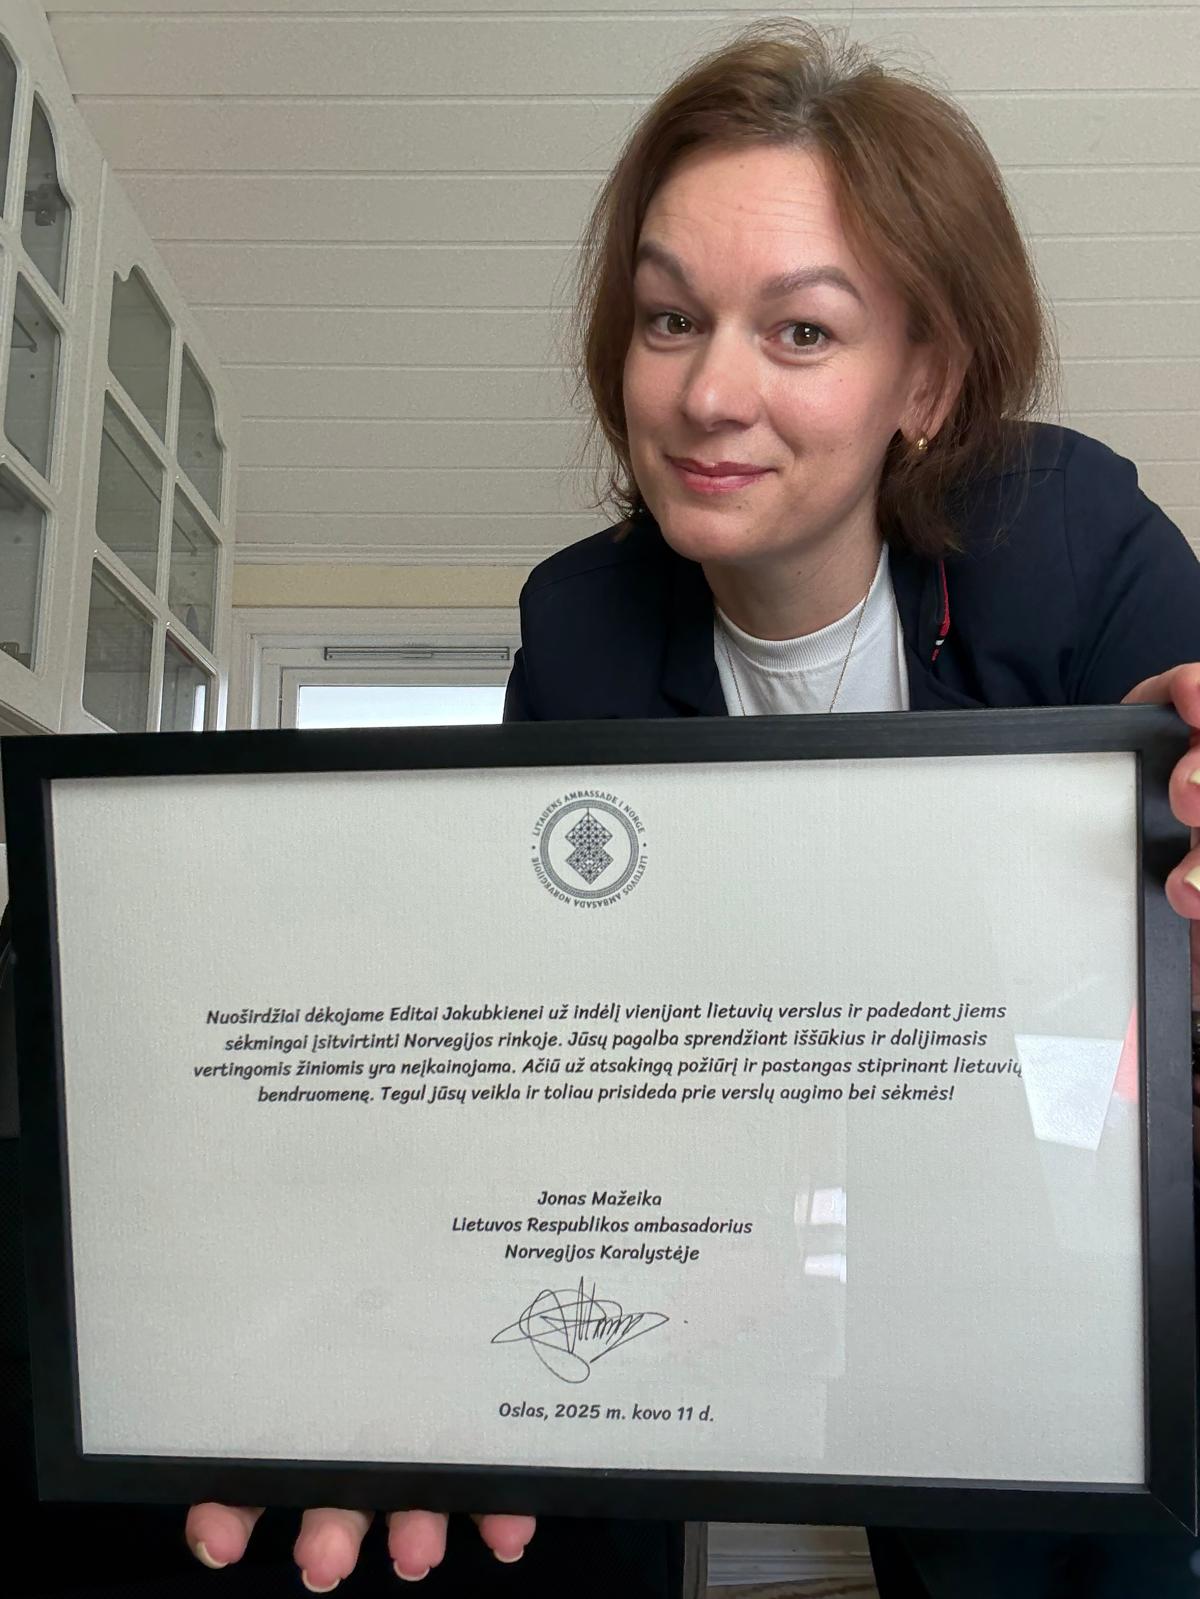 LITAUENS AMBASSADE I NORGE
LIETUVOS AMBASADA NORVEGIJOJE
Nuoširdžiai dėkojame Editai Jakubkienei už indėlį vienijant lietuvių verslus ir padedant jiems
sėkmingai įsitvirtinti Norvegijos rinkoje. Jūsų pagalba sprendžiant iššūkius ir dalijimasis
vertingomis žiniomis yra neįkainojama. Ačiū už atsakingą požiūrį ir pastangas stiprinant lietuvių
bendruomenę. Tegul jūsų veikla ir toliau prisideda prie verslų augimo bei sėkmės!
Jonas Mažeika
Lietuvos Respublikos ambasadorius
Norvegijos Karalystėje
Oslas, 2025 m. kovo 11 d.